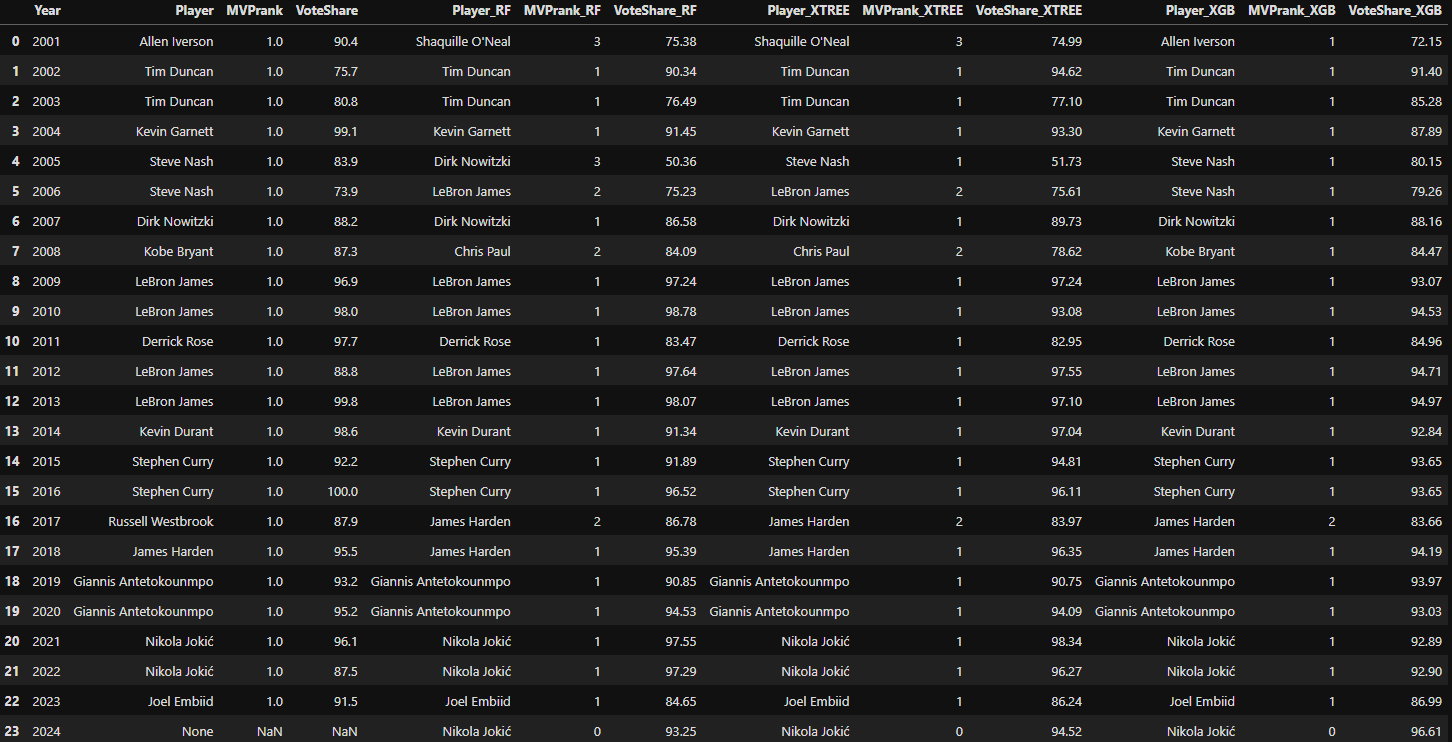 Year Player MVPrank VoteShare Player_RF MVPrank_RF VoteShare_RF Player_XTREE MVPrank_XTREE VoteShare_XTREE Player_XGB MVPrank_XGB VoteShare_XGB
0 2001 Allen Iverson 1.0 90.4 Shaquille O'Neal 3 75.38 Shaquille O'Neal 3 74.99 Allen Iverson 1 72.15
1 2002 Tim Duncan 1.0 75.7 Tim Duncan 1 90.34 Tim Duncan 1 94.62 Tim Duncan 1 91.40
2 2003 Tim Duncan 1.0 80.8 Tim Duncan 1 76.49 Tim Duncan 1 77.10 Tim Duncan 1 85.28
3 2004 Kevin Garnett 1.0 99.1 Kevin Garnett 1 91.45 Kevin Garnett 1 93.30 Kevin Garnett 1 87.89
4 2005 Steve Nash 1.0 83.9 Dirk Nowitzki 3 50.36 Steve Nash 1 51.73 Steve Nash 1 80.15
5 2006 Steve Nash 1.0 73.9 LeBron James 2 75.23 LeBron James 2 75.61 Steve Nash 1 79.26
6 2007 Dirk Nowitzki 1.0 88.2 Dirk Nowitzki 1 86.58 Dirk Nowitzki 1 89.73 Dirk Nowitzki 1 88.16
7 2008 Kobe Bryant 1.0 87.3 Chris Paul 2 84.09 Chris Paul 2 78.62 Kobe Bryant 1 84.47
8 2009 LeBron James 1.0 96.9 LeBron James 1 97.24 LeBron James 1 97.24 LeBron James 1 93.07
9 2010 LeBron James 1.0 98.0 LeBron James 1 98.78 LeBron James 1 93.08 LeBron James 1 94.53
10 2011 Derrick Rose 1.0 97.7 Derrick Rose 1 83.47 Derrick Rose 1 82.95 Derrick Rose 1 84.96
11 2012 LeBron James 1.0 88.8 LeBron James 1 97.64 LeBron James 1 97.55 LeBron James 1 94.71
12 2013 LeBron James 1.0 99.8 LeBron James 1 98.07 LeBron James 1 97.10 LeBron James 1 94.97
13 2014 Kevin Durant 1.0 98.6 Kevin Durant 1 91.34 Kevin Durant 1 97.04 Kevin Durant 1 92.84
14 2015 Stephen Curry 1.0 92.2 Stephen Curry 1 91.89 Stephen Curry 1 94.81 Stephen Curry 1 93.65
15 2016 Stephen Curry 1.0 100.0 Stephen Curry 1 96.52 Stephen Curry 1 96.11 Stephen Curry 1 93.65
16 2017 Russell Westbrook 1.0 87.9 James Harden 2 86.78 James Harden 2 83.97 James Harden 2 83.66
17 2018 James Harden 1.0 95.5 James Harden 1 95.39 James Harden 1 96.35 James Harden 1 94.19
18 2019 Giannis Antetokounmpo 1.0 93.2 Giannis Antetokounmpo 1 90.85 Giannis Antetokounmpo 1 90.75 Giannis Antetokounmpo 1 93.97
19 2020 Giannis Antetokounmpo 1.0 95.2 Giannis Antetokounmpo 1 94.53 Giannis Antetokounmpo 1 94.09 Giannis Antetokounmpo 1 93.03
20 2021 Nikola Jokić 1.0 96.1 Nikola Jokić 1 97.55 Nikola Jokić 1 98.34 Nikola Jokić 1 92.89
21 2022 Nikola Jokić 1.0 87.5 Nikola Jokić 1 97.29 Nikola Jokić 1 96.27 Nikola Jokić 1 92.90
22 2023 Joel Embiid 1.0 91.5 Joel Embiid 1 84.65 Joel Embiid 1 86.24 Joel Embiid 1 86.99
23 2024 None NaN NaN Nikola Jokić 0 93.25 Nikola Jokić 0 94.52 Nikola Jokić 0 96.61